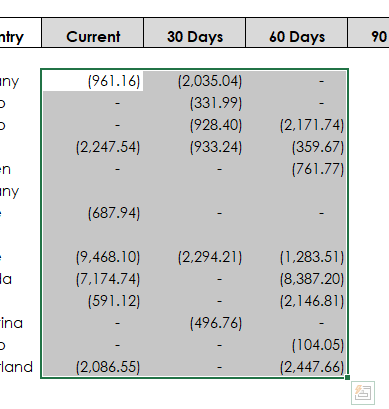 ntry Current 30 Days 60 Days 90
any (961.16) (2,035.04) -
o - (331.99) -
o - (928.40) (2,171.74)
(2,247.54) (933.24) (359.67)
en - - (761.77)
any
e (687.94) - -
e (9,468.10) (2,294.21) (1,283.51)
da (7,174.74) - (8,387.20)
(591.12) - (2,146.81)
rina - (496.76) -
o - - (104.05)
rland (2,086.55) - (2,447.66)